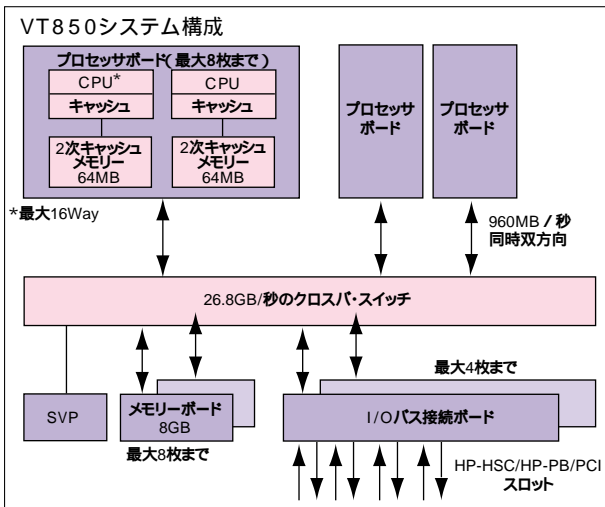 VT850システム構成
プロセッサボード(最大8枚まで)
CPU*
キャッシュ
2次キャッシュ
メモリー
64MB
CPU
キャッシュ
2次キャッシュ
メモリー
64MB
プロセッサ
ボード
プロセッサ
ボード
*最大16Way
960MB/秒
同時双方向
26.8GB/秒のクロスバ・スイッチ
SVP
メモリーボード
8GB
最大8枚まで
最大4枚まで
I/Oバス接続ボード
HP-HSC/HP-PB/PCI
スロット